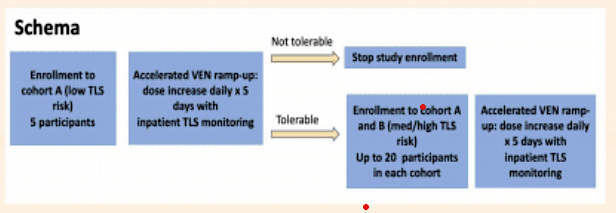 Schema
Enrollment to
cohort A (low TLS
risk)
5 participants
Accelerated VEN ramp-up:
dose increase daily x 5
days with
inpatient TLS monitoring
Not tolerable
Stop study enrollment
Tolerable
Enrollment to cohort A
and B (med/high TLS
risk)
Up to 20 participants
in each cohort
Accelerated VEN ramp-
up: dose increase daily
x 5 days with
inpatient TLS
monitoring